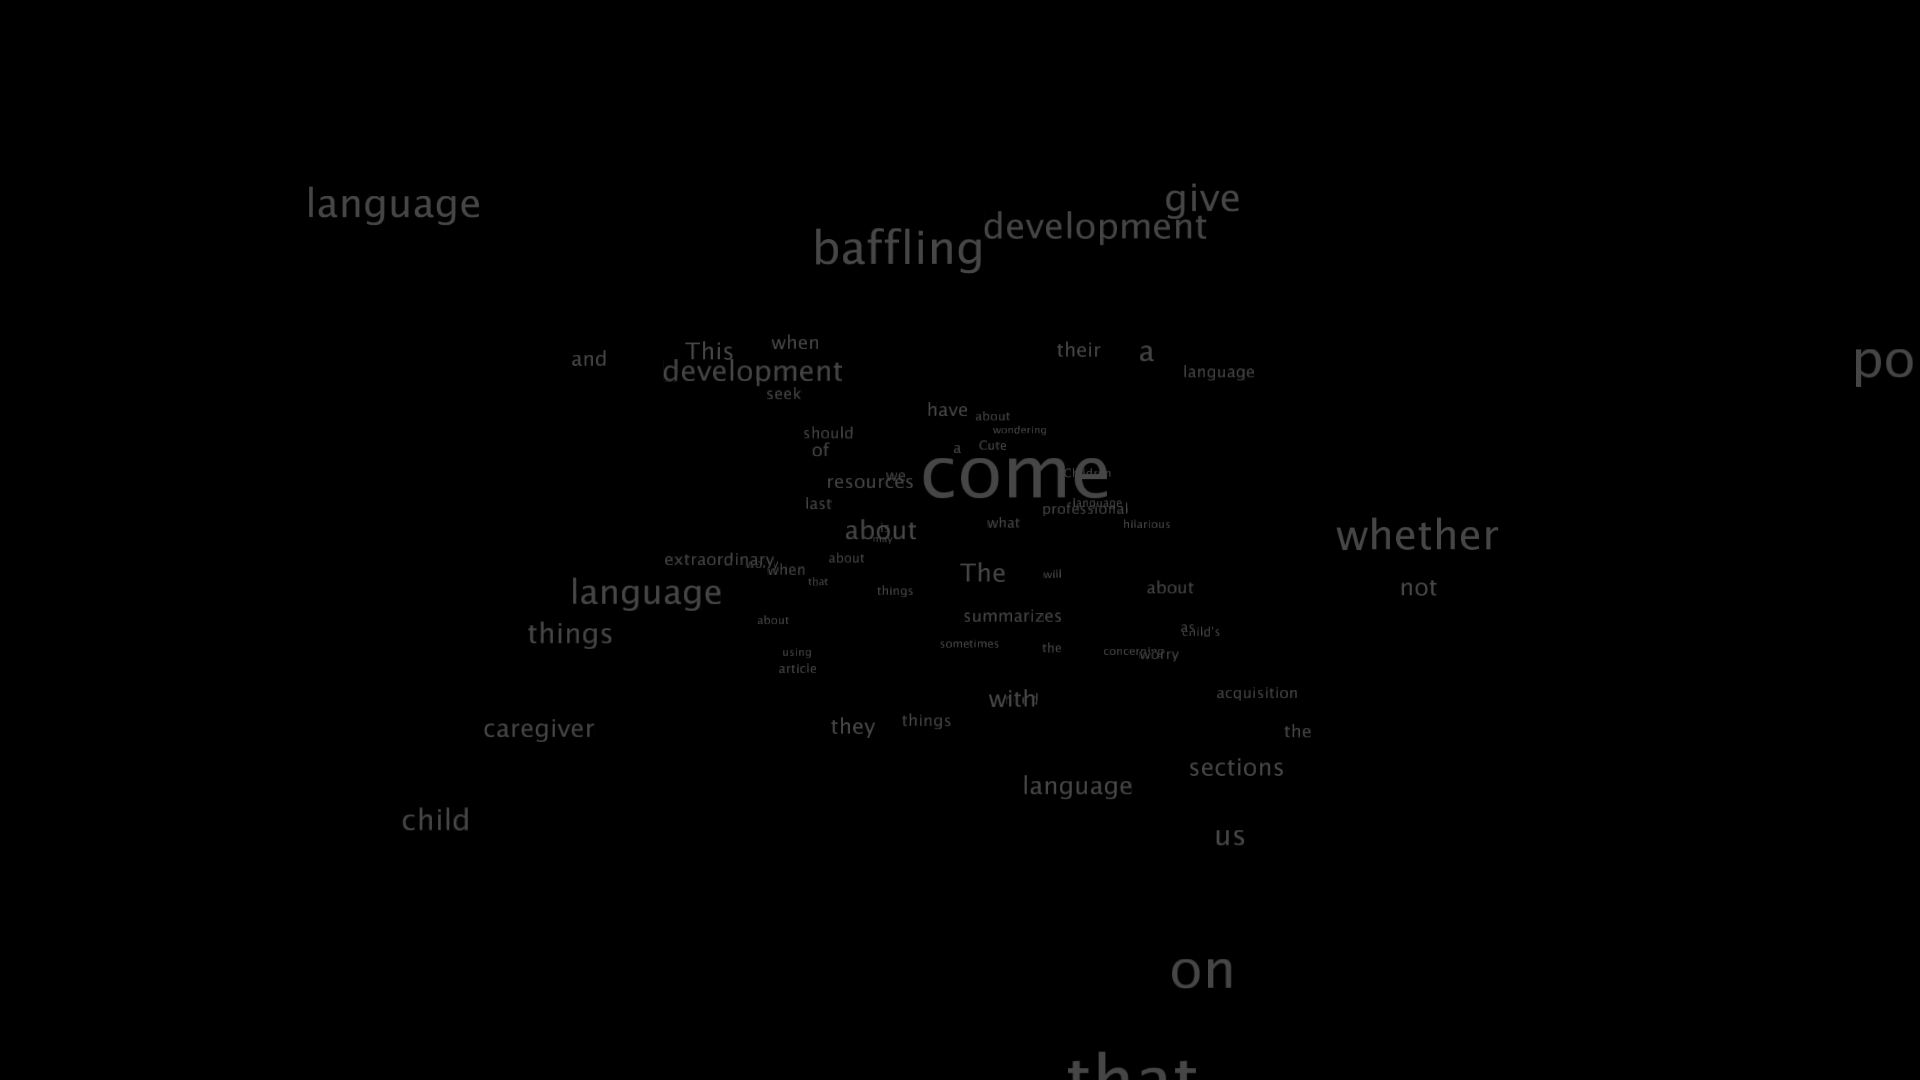 give
language
development
baffling
when
their
This
a
and
po
development
language
seek
have
about
wondering
should
Cute
a
of
come
we
Children
resources
last
language
professional
what
hilarious
about
is
whether
may
about
extraordinary
when
The
will
that
not
about
things
language
summarizes
about
as
child's
things
sometimes
the
using
concerning
worry
article
acquisition
with
things
they
caregiver
the
sections
language
child
us
on
that